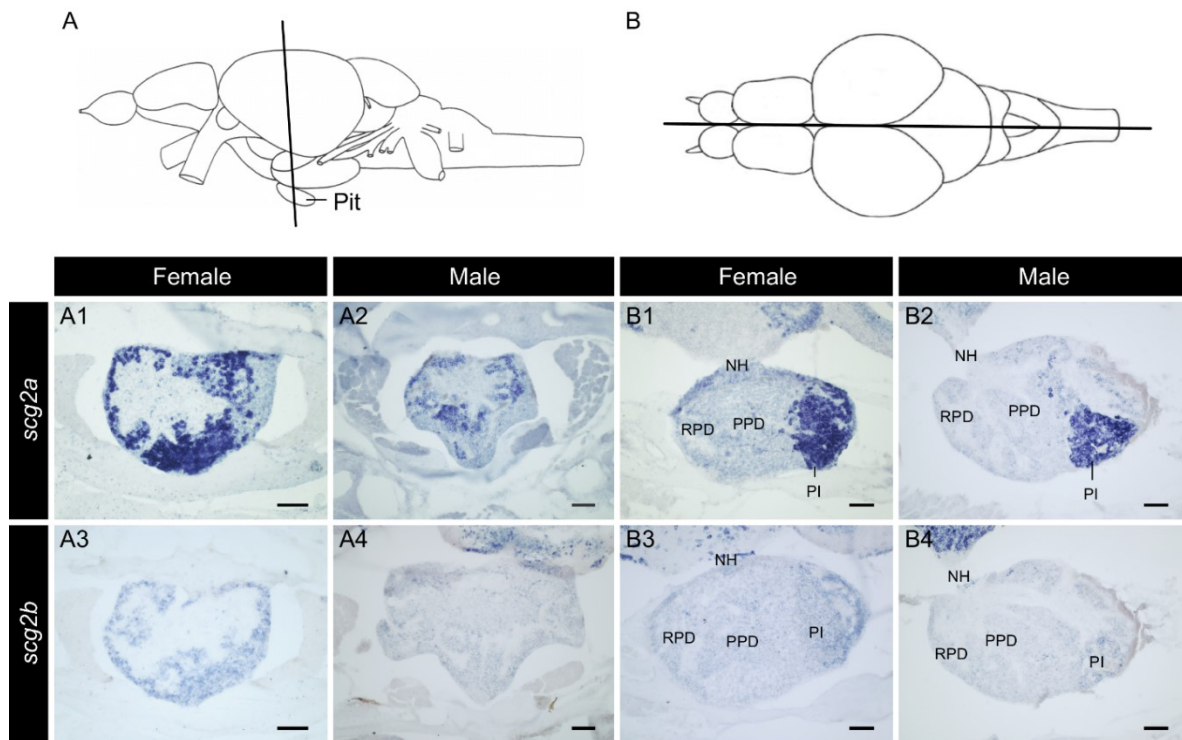 A
B
Pit
Female
Male
Female
Male
scg2a
A1
A2
B1
NH
RPD
PPD
PI
B2
NH
RPD
PPD
PI
scg2b
A3
A4
B3
NH
RPD
PPD
PI
B4
NH
RPD
PPD
PI